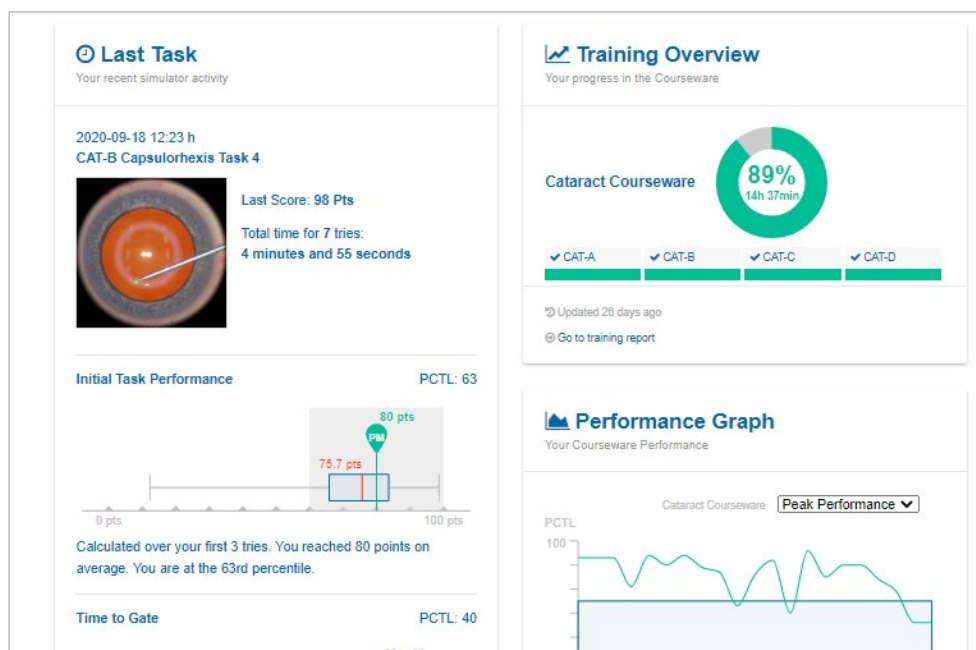 Last Task
Your recent simulator activity
2020-09-18 12:23 h
CAT-B Capsulorhexis Task 4
Last Score: 98 Pts
Total time for 7 tries:
4 minutes and 55 seconds
Initial Task Performance PCTL: 63
80 pts
PM
75.7 pts
0 pts 100 pts
Calculated over your first 3 tries. You reached 80 points on
average. You are at the 63rd percentile.
Time to Gate PCTL: 40
Training Overview
Your progress in the Courseware
Cataract Courseware
89%
14h 37min
CAT-A CAT-B CAT-C CAT-D
Updated 26 days ago
Go to training report
Performance Graph
Your Courseware Performance
Cataract Courseware Peak Performance
PCTL
100